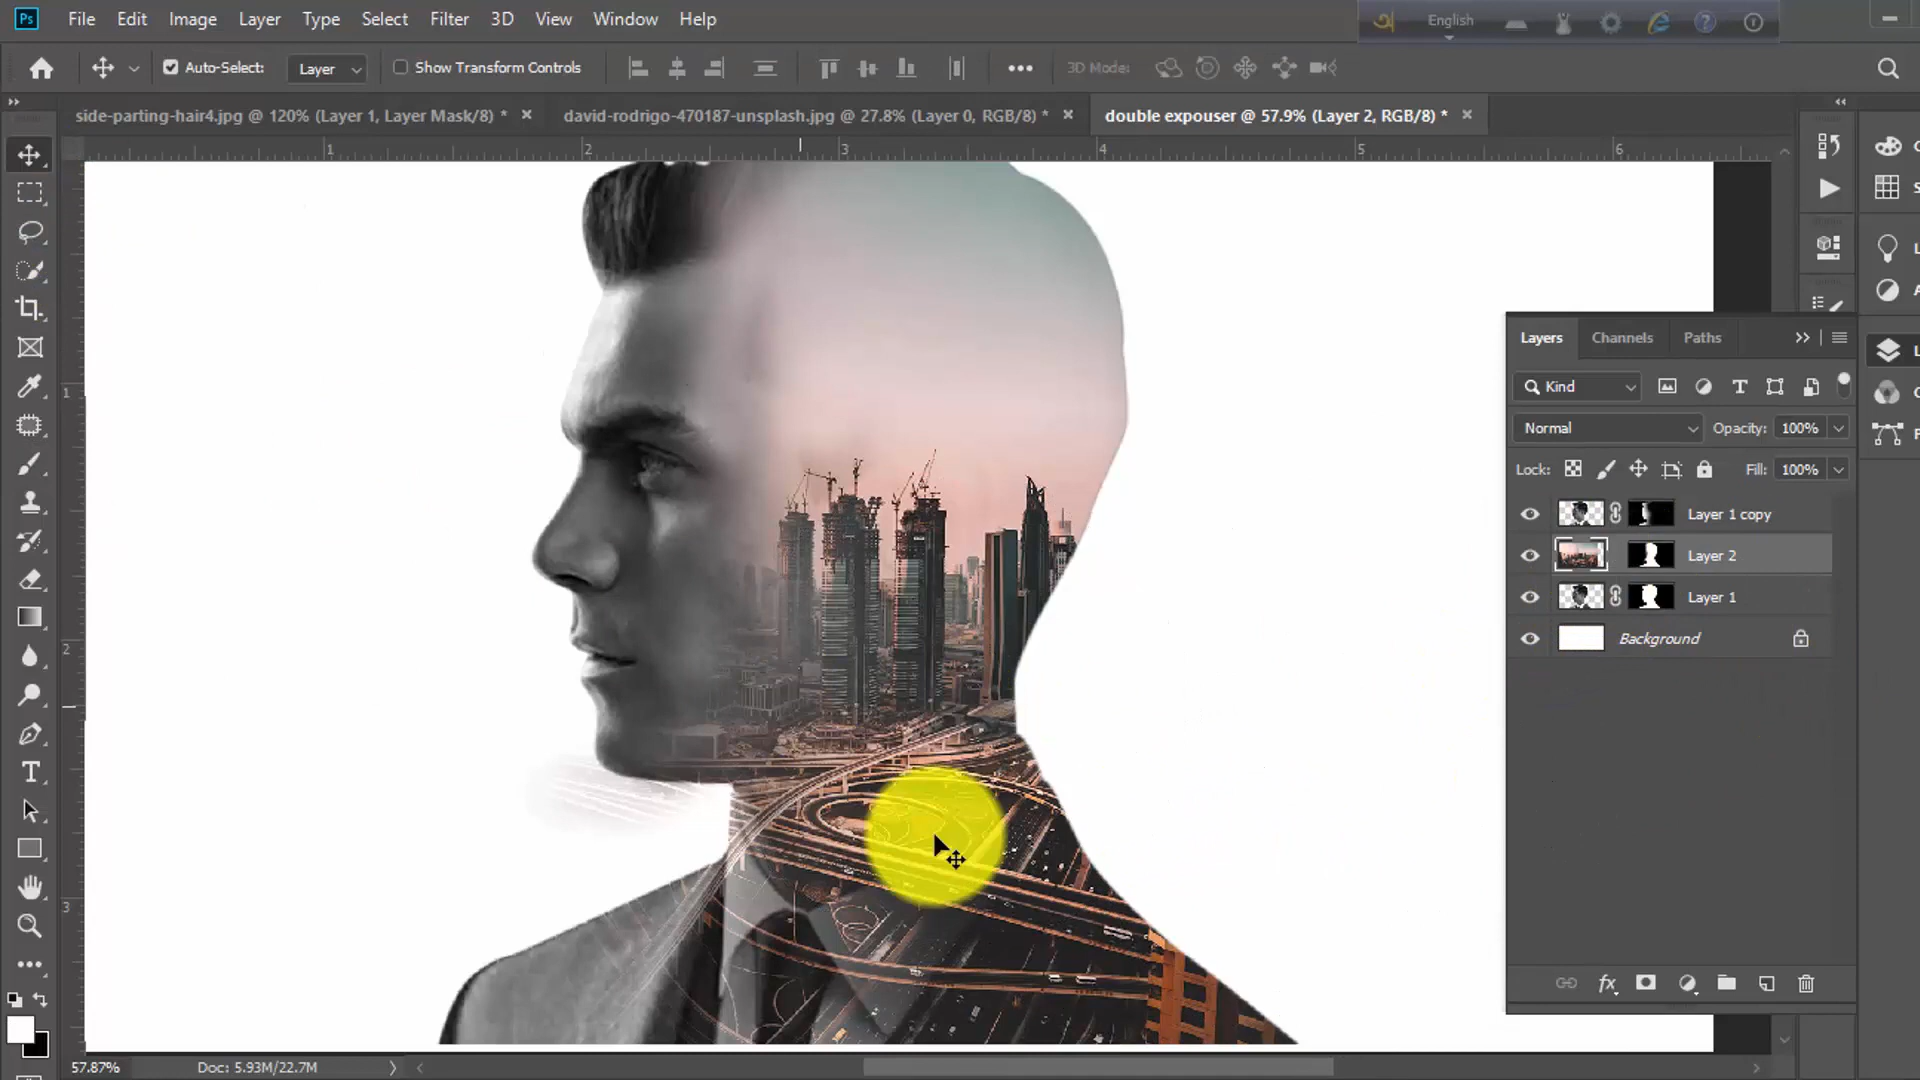 Ps File Edit Image Layer Type Select Filter 3D View Window Help English
Auto-Select: Layer Show Transform Controls 3D Mode:
side-parting-hair4.jpg @ 120% (Layer 1, Layer Mask/8) * david-rodrigo-470187-unsplash.jpg @ 27.8% (Layer 0, RGB/8) * double expouser @ 57.9% (Layer 2, RGB/8) *
1 2 3 4 5 6
1
2
3
Layers Channels Paths
Kind
Normal Opacity: 100%
Lock: Fill: 100%
Layer 1 copy
Layer 2
Layer 1
Background
fx
57.87% Doc: 5.93M/22.7M